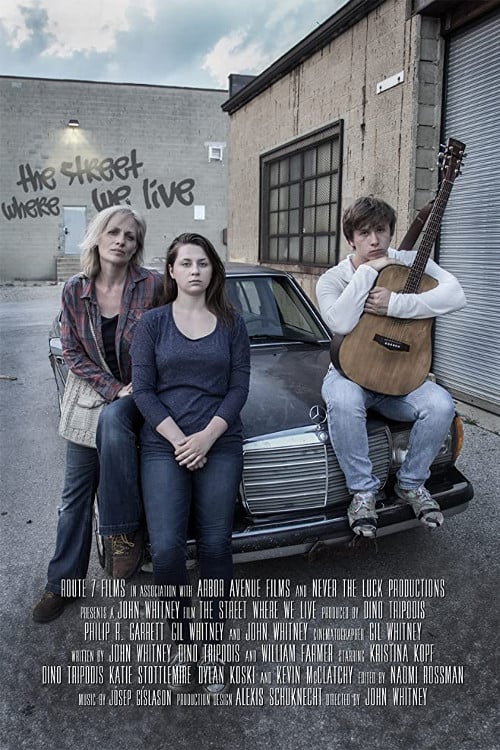 the street
where we live
ROUTE 7 FILMS IN ASSOCIATION WITH ARBOR AVENUE FILMS AND NEVER THE LUCK PRODUCTIONS
PRESENTS A JOHN WHITNEY FILM THE STREET WHERE WE LIVE PRODUCED BY DINO TRIPODIS
PHILIP R. GARRETT GIL WHITNEY AND JOHN WHITNEY CINEMATOGRAPHER GIL WHITNEY
WRITTEN BY JOHN WHITNEY DINO TRIPODIS AND WILLIAM FARMER STARRING KRISTINA KOPF
DINO TRIPODIS KATIE STOTTLEMIRE DYLAN KOSKI AND KEVIN McCLATCHY EDITED BY NAOMI ROSSMAN
MUSIC BY JOSEP GISLASON PRODUCTION DESIGN ALEXIS SCHUKNECHT DIRECTED BY JOHN WHITNEY